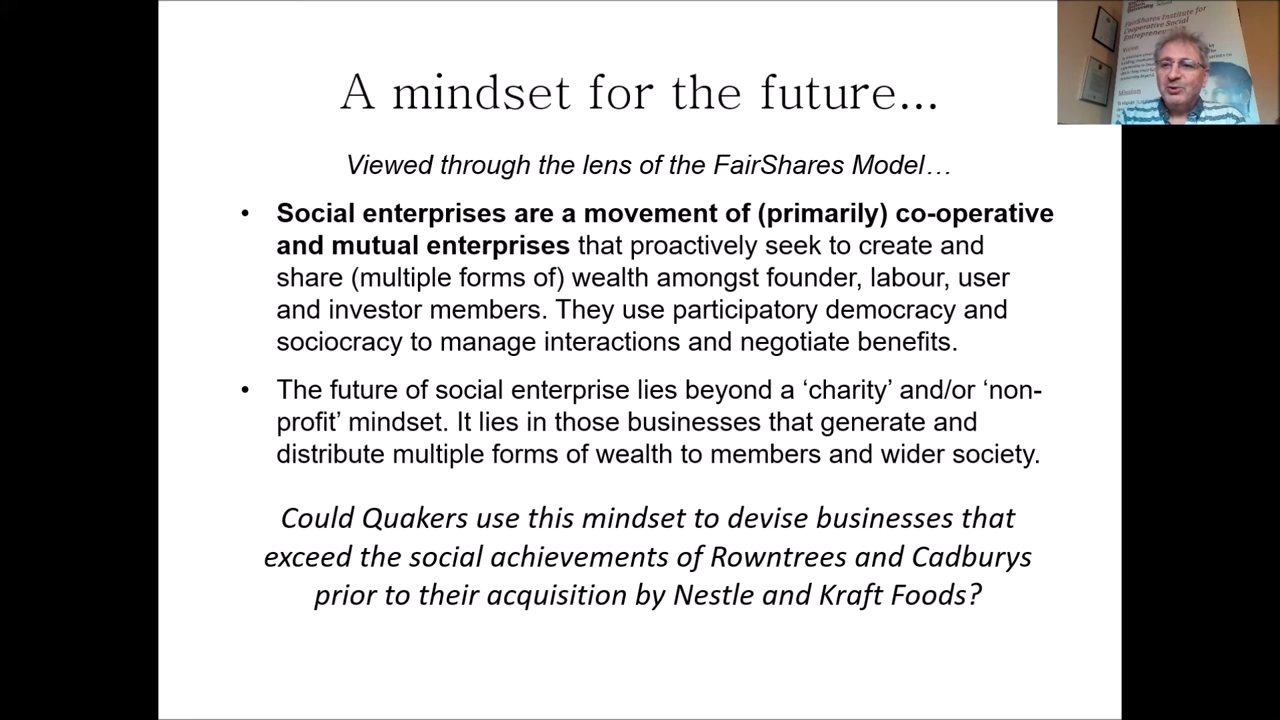 A mindset for the future...
Viewed through the lens of the FairShares Model…
• Social enterprises are a movement of (primarily) co-operative
and mutual enterprises that proactively seek to create and
share (multiple forms of) wealth amongst founder, labour, user
and investor members. They use participatory democracy and
sociocracy to manage interactions and negotiate benefits.
• The future of social enterprise lies beyond a ‘charity’ and/or ‘non-
profit’ mindset. It lies in those businesses that generate and
distribute multiple forms of wealth to members and wider society.
Could Quakers use this mindset to devise businesses that
exceed the social achievements of Rowntrees and Cadburys
prior to their acquisition by Nestle and Kraft Foods?
University
FairShares Institute for
Cooperative Social
Vision
Mission